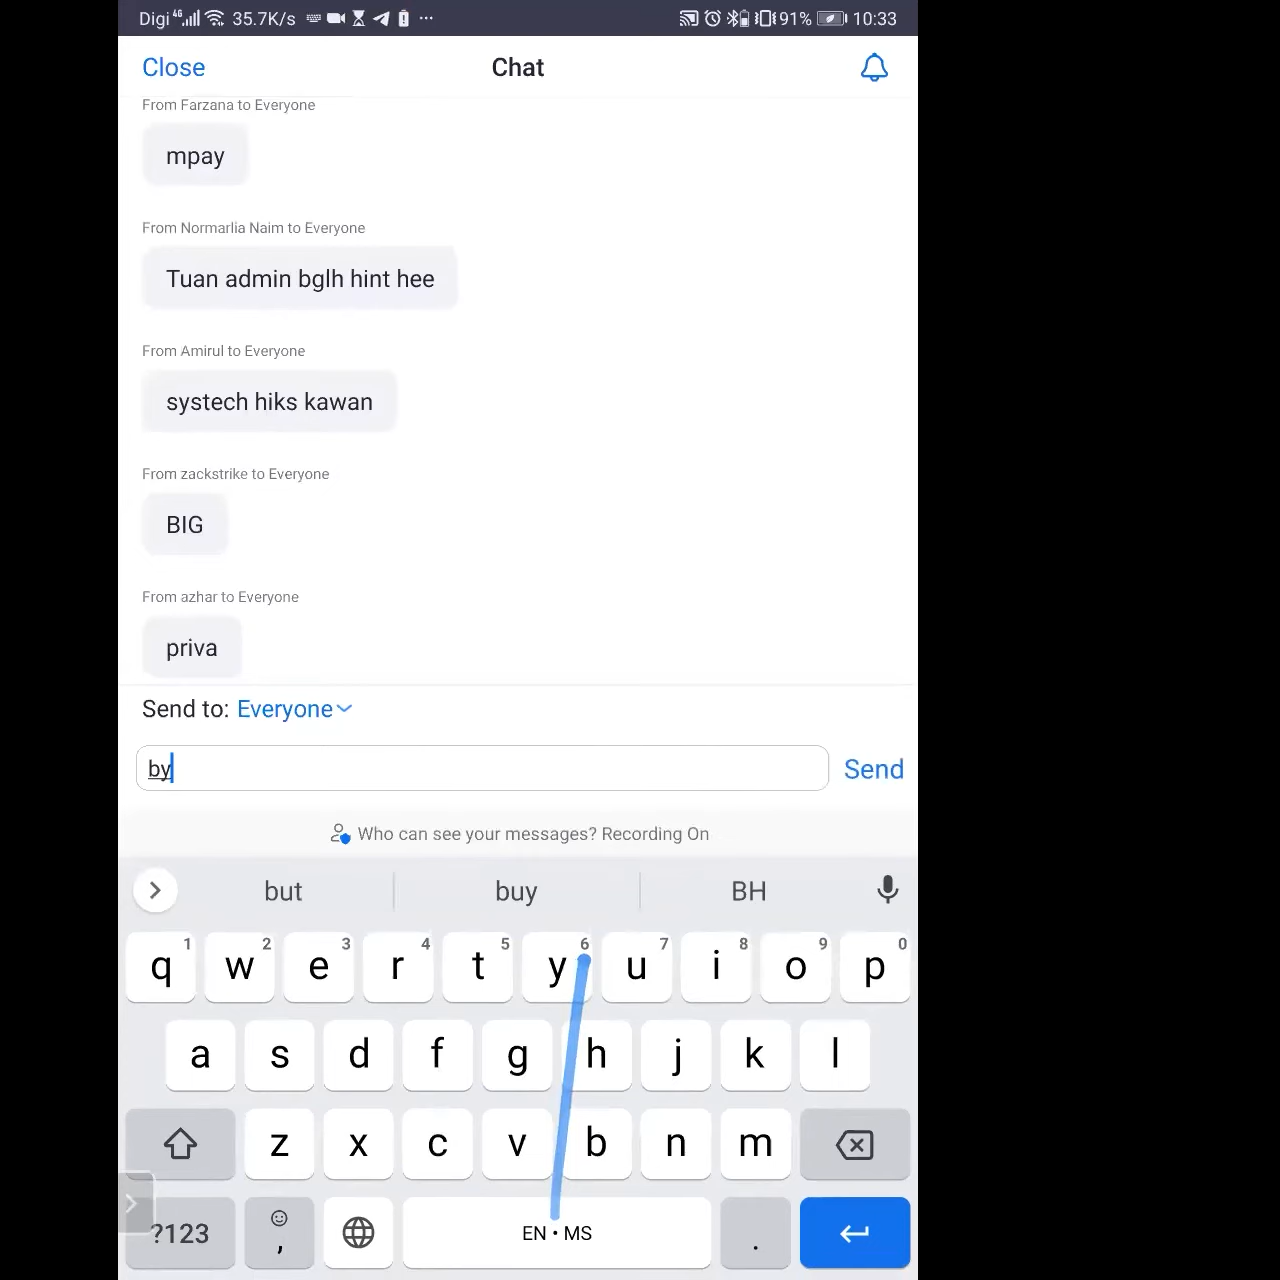 Digi 4G 35.7K/s ··· 91% 10:33
Close Chat
From Farzana to Everyone
mpay
From Normarlia Naim to Everyone
Tuan admin bglh hint hee
From Amirul to Everyone
systech hiks kawan
From zackstrike to Everyone
BIG
From azhar to Everyone
priva
Send to: Everyone
by Send
Who can see your messages? Recording On
but buy BH
q 1 w 2 e 3 r 4 t 5 y 6 u 7 i 8 o 9 p 0
a s d f g h j k l
z x c v b n m
?123 , EN • MS .